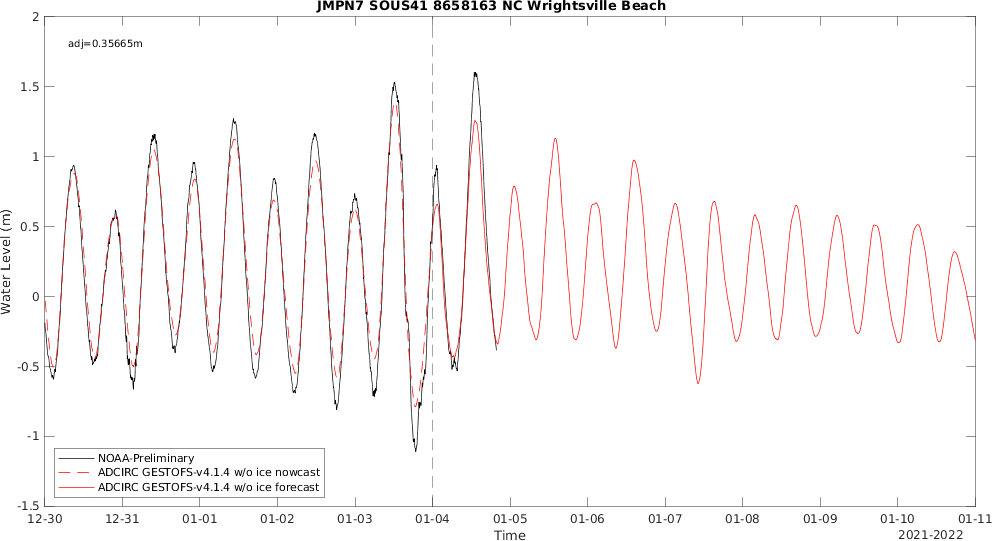 JMPN7 SOUS41 8658163 NC Wrightsville Beach
adj=0.35665m
2
1.5
1
0.5
0
-0.5
-1
-1.5
Water Level (m)
NOAA-Preliminary
ADCIRC GESTOFS-v4.1.4 w/o ice nowcast
ADCIRC GESTOFS-v4.1.4 w/o ice forecast
12-30 12-31 01-01 01-02 01-03 01-04 01-05 01-06 01-07 01-08 01-09 01-10 01-11
Time
2021-2022